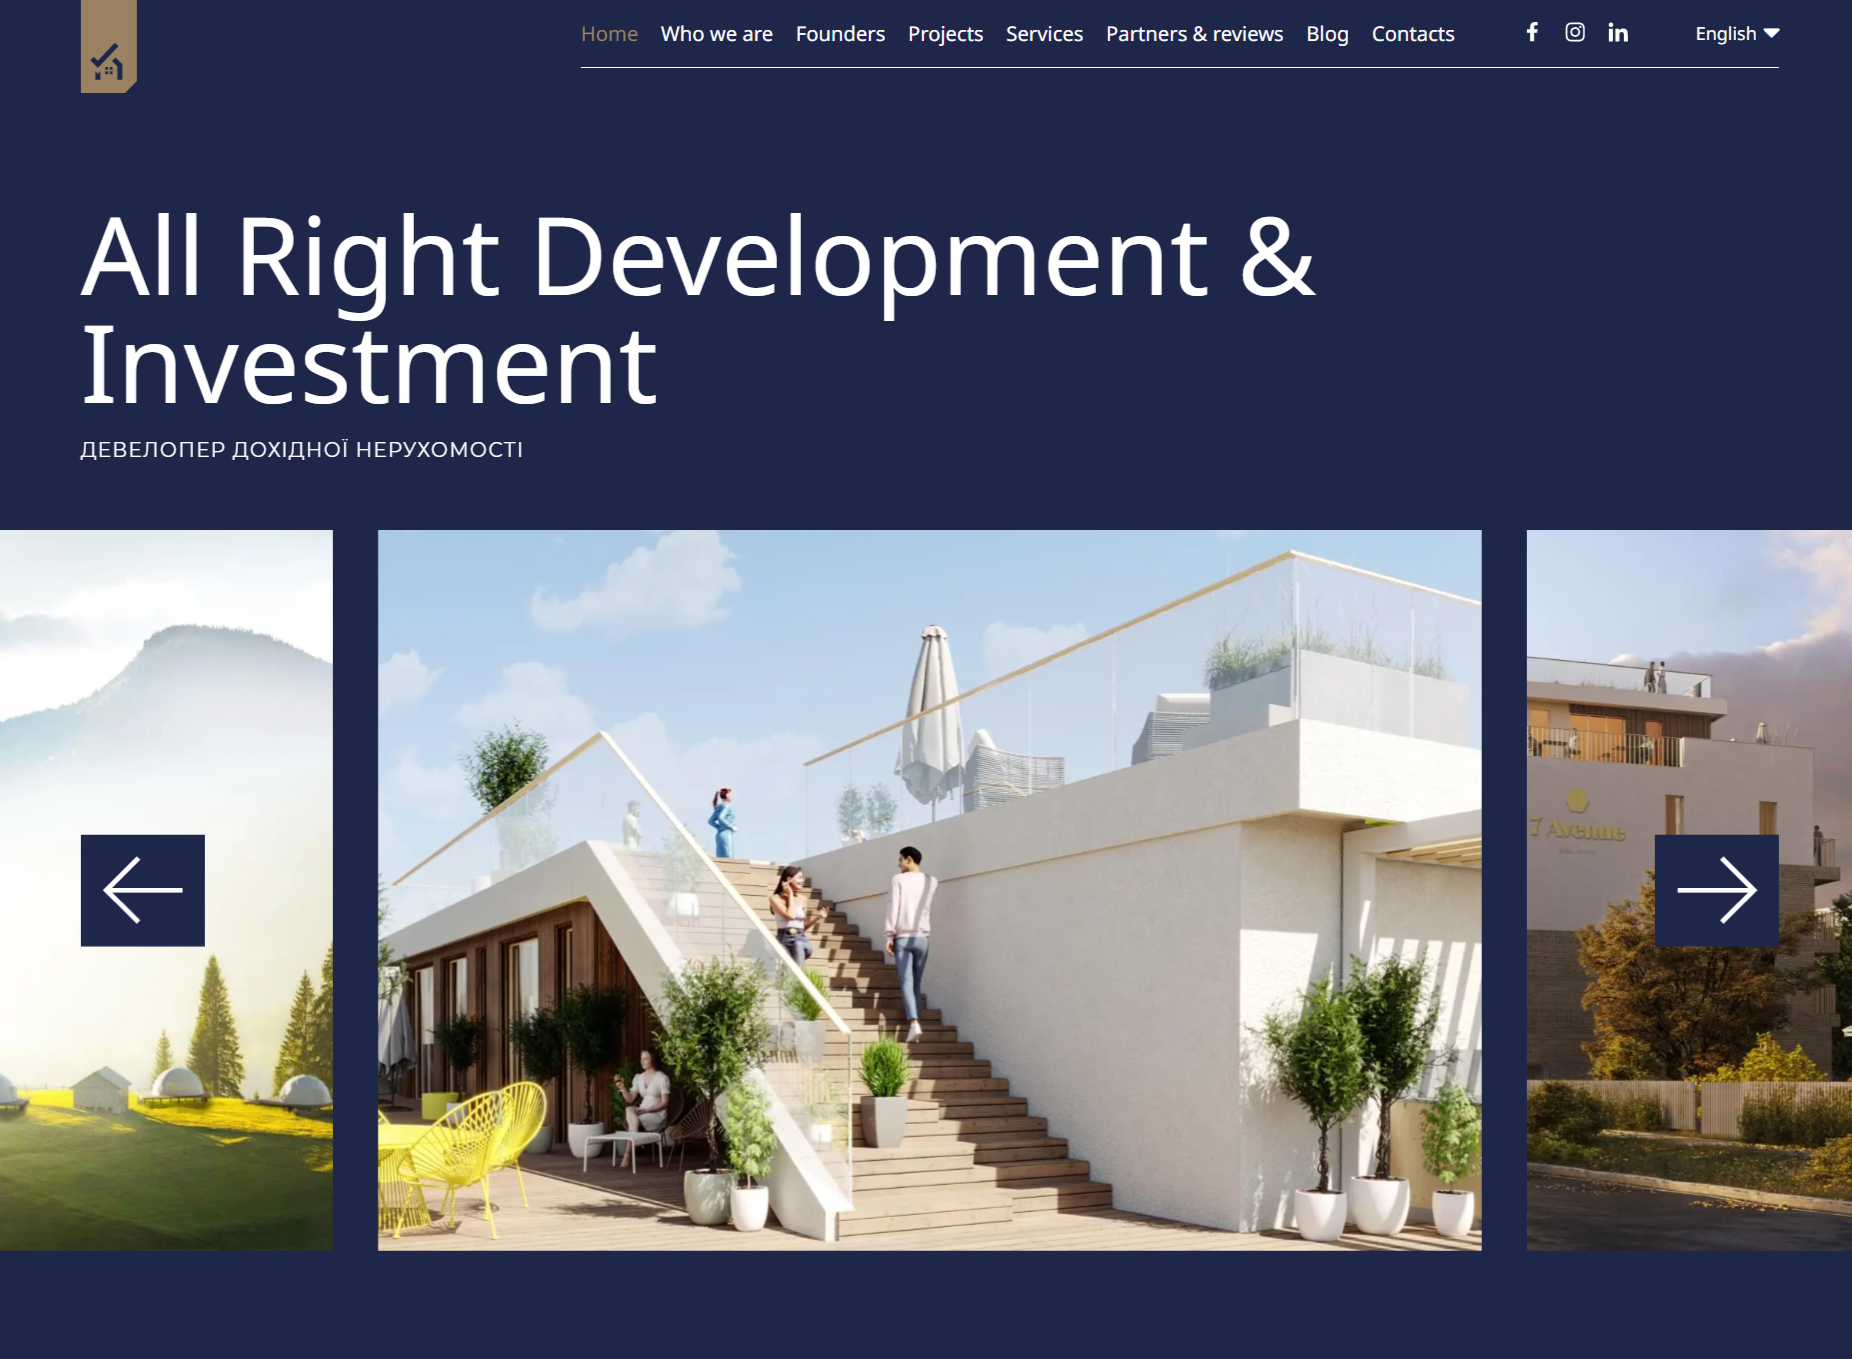 Home Who we are Founders Projects Services Partners & reviews Blog Contacts English
All Right Development &
Investment
ДЕВЕЛОПЕР ДОХІДНОЇ НЕРУХОМОСТІ
7 Avenue